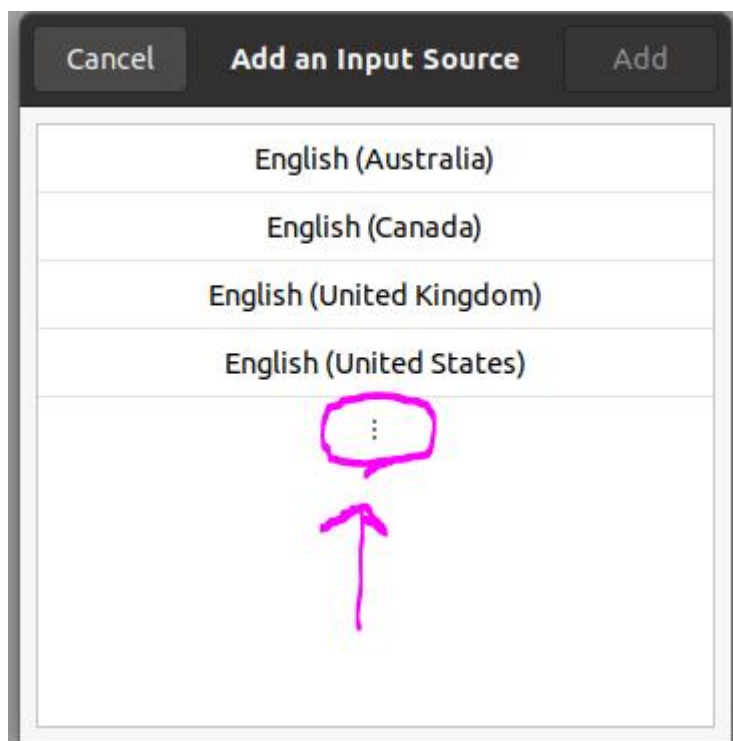 Cancel Add an Input Source Add
English (Australia)
English (Canada)
English (United Kingdom)
English (United States)
⋮